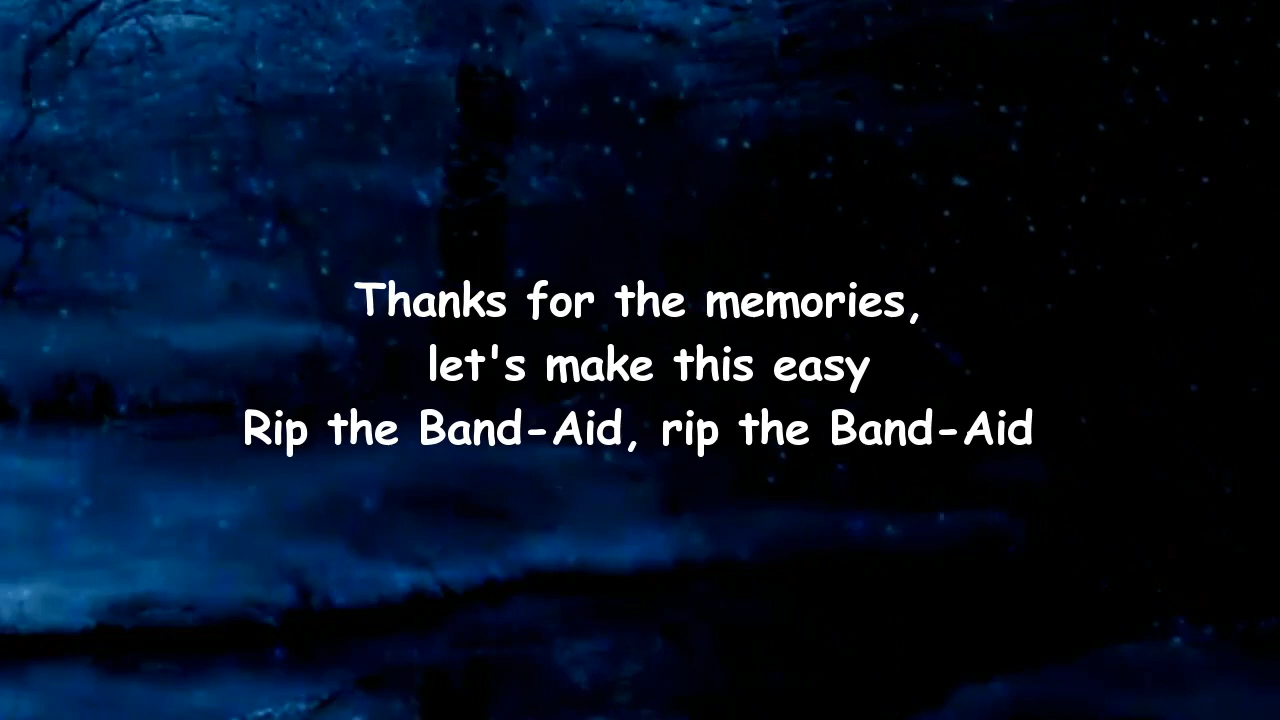 Thanks for the memories,
let's make this easy
Rip the Band-Aid, rip the Band-Aid